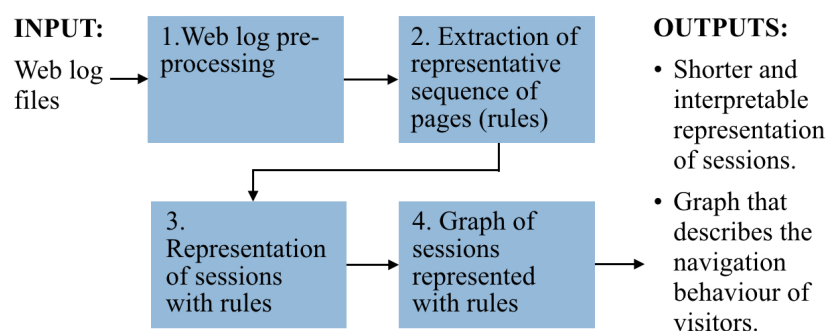 INPUT:
Web log
files
1.Web log pre-
processing
2. Extraction of
representative
sequence of
pages (rules)
3.
Representation
of sessions
with rules
4. Graph of
sessions
represented
with rules
OUTPUTS:
• Shorter and
interpretable
representation
of sessions.
• Graph that
describes the
navigation
behaviour of
visitors.